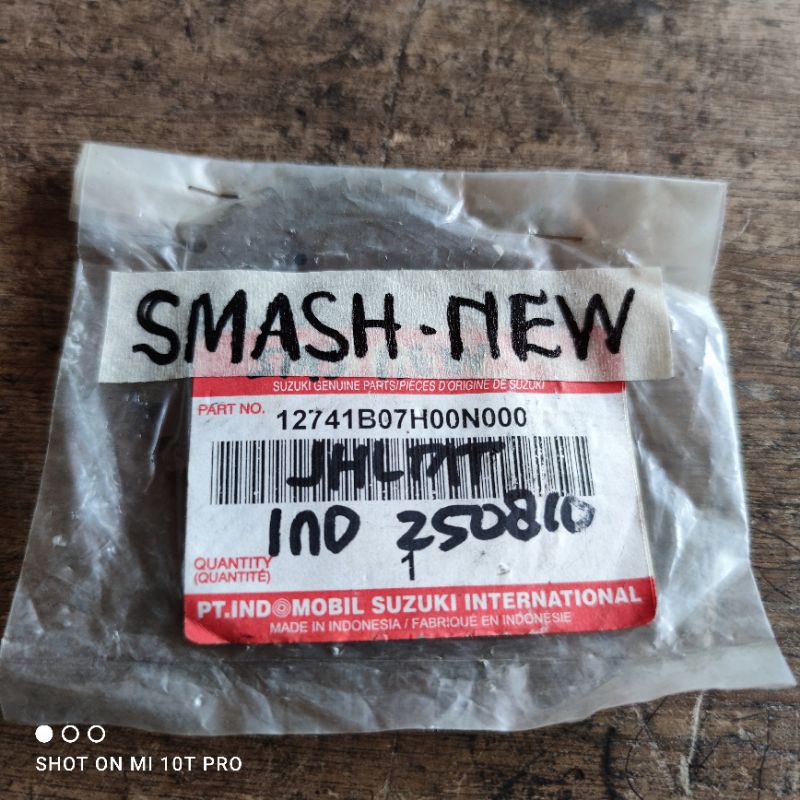 SMASH-NEW
SUZUKI GENUINE PARTS/PIÈCES D'ORIGINE DE SUZUKI
PART NO. 12741B07H00N000
IND 250810
QUANTITY
(QUANTITÉ) 1
PT.INDOMOBIL SUZUKI INTERNATIONAL
MADE IN INDONESIA / FABRIQUÉ EN INDONÉSIE
SHOT ON MI 10T PRO